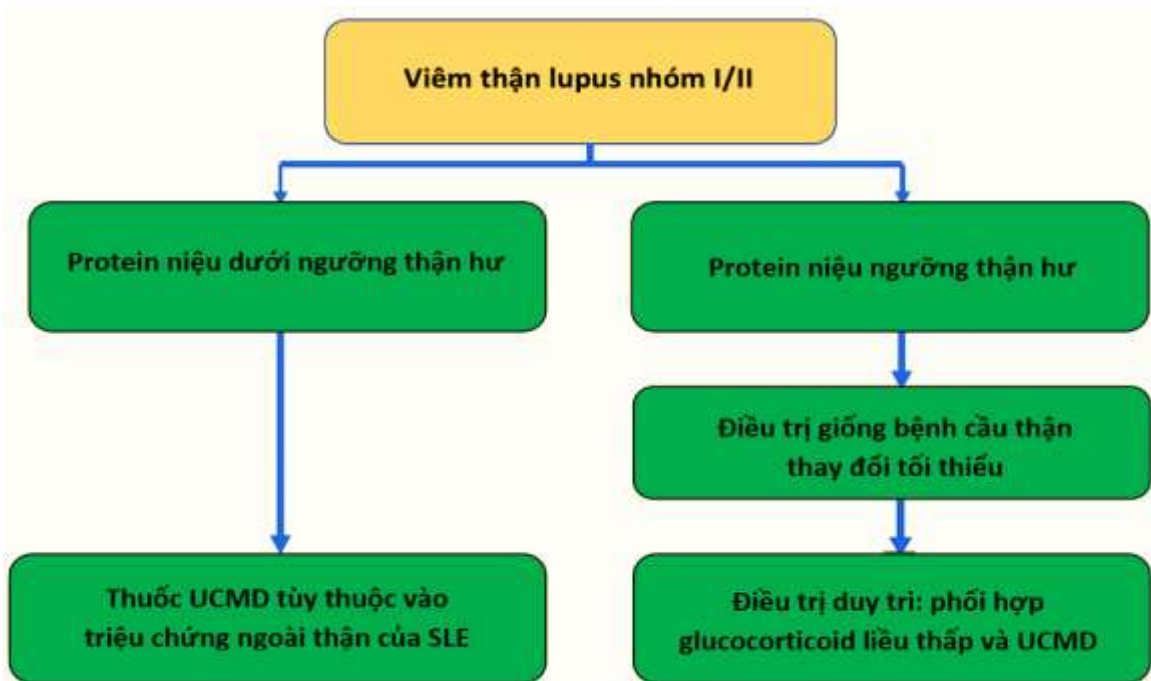 Viêm thận lupus nhóm I/II
Protein niệu dưới ngưỡng thận hư
Protein niệu ngưỡng thận hư
Điều trị giống bệnh cầu thận
thay đổi tối thiểu
Thuốc UCMD tùy thuộc vào
triệu chứng ngoài thận của SLE
Điều trị duy trì: phối hợp
glucocorticoid liều thấp và UCMD